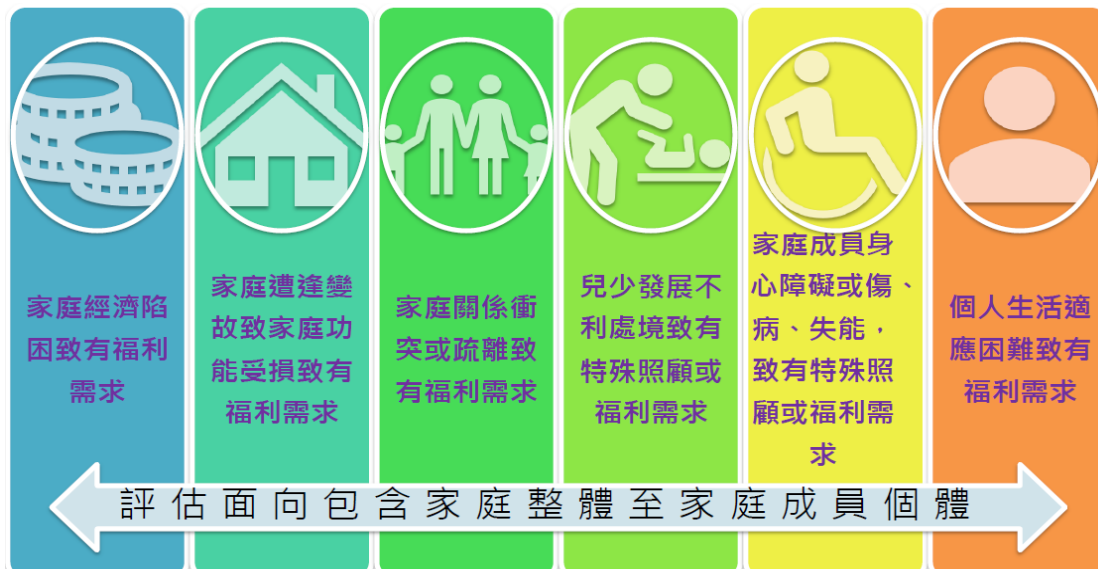 家庭經濟陷
困致有福利
需求
家庭遭逢變
故致家庭功
能受損致有
福利需求
家庭關係衝
突或疏離致
有福利需求
兒少發展不
利處境致有
特殊照顧或
福利需求
家庭成員身
心障礙或傷、
病、失能，
致有特殊照
顧或福利需
求
個人生活適
應困難致有
福利需求
評估面向包含家庭整體至家庭成員個體